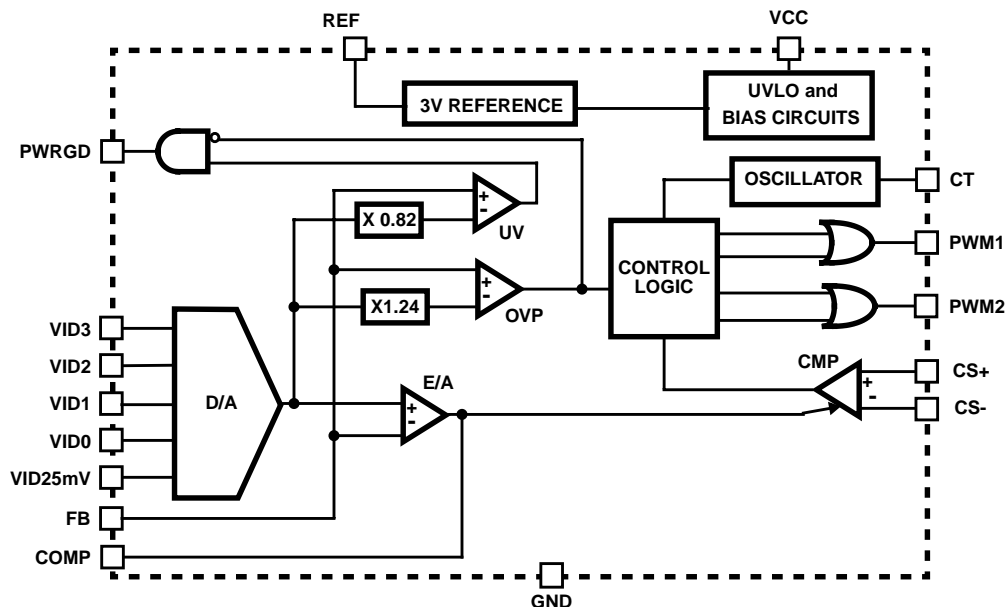 REF
VCC
3V REFERENCE
UVLO and
BIAS CIRCUITS
PWRGD
OSCILLATOR
CT
X 0.82
+
-
UV
CONTROL
LOGIC
PWM1
X1.24
+
-
OVP
PWM2
VID3
VID2
VID1
VID0
VID25mV
D/A
E/A
+
-
CMP
+
-
CS+
CS-
FB
COMP
GND